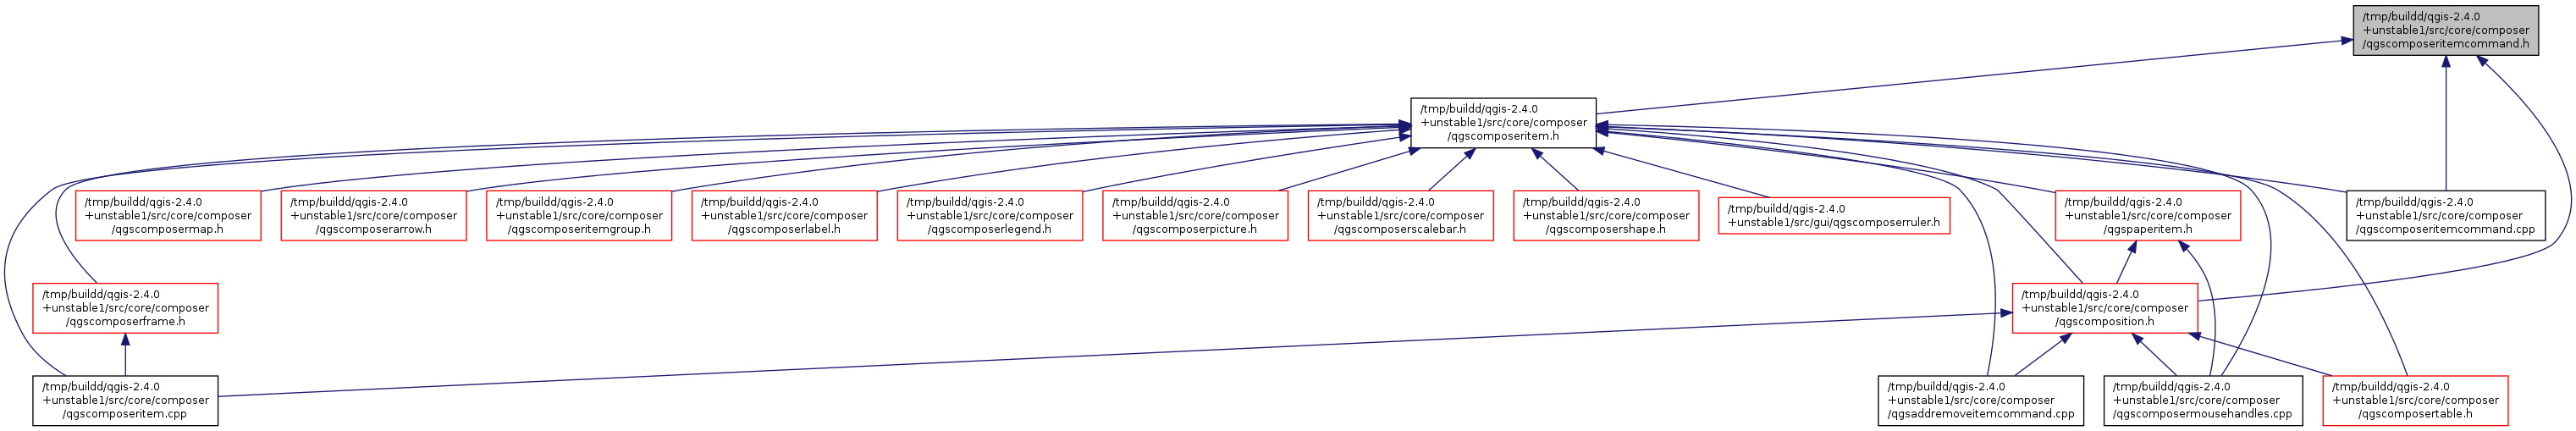 /tmp/buildd/qgis-2.4.0
+unstable1/src/core/composer
/qgscomposeritemcommand.h
/tmp/buildd/qgis-2.4.0
+unstable1/src/core/composer
/qgscomposeritem.h
/tmp/buildd/qgis-2.4.0
+unstable1/src/core/composer
/qgscomposermap.h
/tmp/buildd/qgis-2.4.0
+unstable1/src/core/composer
/qgscomposerarrow.h
/tmp/buildd/qgis-2.4.0
+unstable1/src/core/composer
/qgscomposeritemgroup.h
/tmp/buildd/qgis-2.4.0
+unstable1/src/core/composer
/qgscomposerlabel.h
/tmp/buildd/qgis-2.4.0
+unstable1/src/core/composer
/qgscomposerlegend.h
/tmp/buildd/qgis-2.4.0
+unstable1/src/core/composer
/qgscomposerpicture.h
/tmp/buildd/qgis-2.4.0
+unstable1/src/core/composer
/qgscomposerscalebar.h
/tmp/buildd/qgis-2.4.0
+unstable1/src/core/composer
/qgscomposershape.h
/tmp/buildd/qgis-2.4.0
+unstable1/src/gui/qgscomposerruler.h
/tmp/buildd/qgis-2.4.0
+unstable1/src/core/composer
/qgspaperitem.h
/tmp/buildd/qgis-2.4.0
+unstable1/src/core/composer
/qgscomposeritemcommand.cpp
/tmp/buildd/qgis-2.4.0
+unstable1/src/core/composer
/qgscomposerframe.h
/tmp/buildd/qgis-2.4.0
+unstable1/src/core/composer
/qgscomposition.h
/tmp/buildd/qgis-2.4.0
+unstable1/src/core/composer
/qgscomposeritem.cpp
/tmp/buildd/qgis-2.4.0
+unstable1/src/core/composer
/qgsaddremoveitemcommand.cpp
/tmp/buildd/qgis-2.4.0
+unstable1/src/core/composer
/qgscomposermousehandles.cpp
/tmp/buildd/qgis-2.4.0
+unstable1/src/core/composer
/qgscomposertable.h